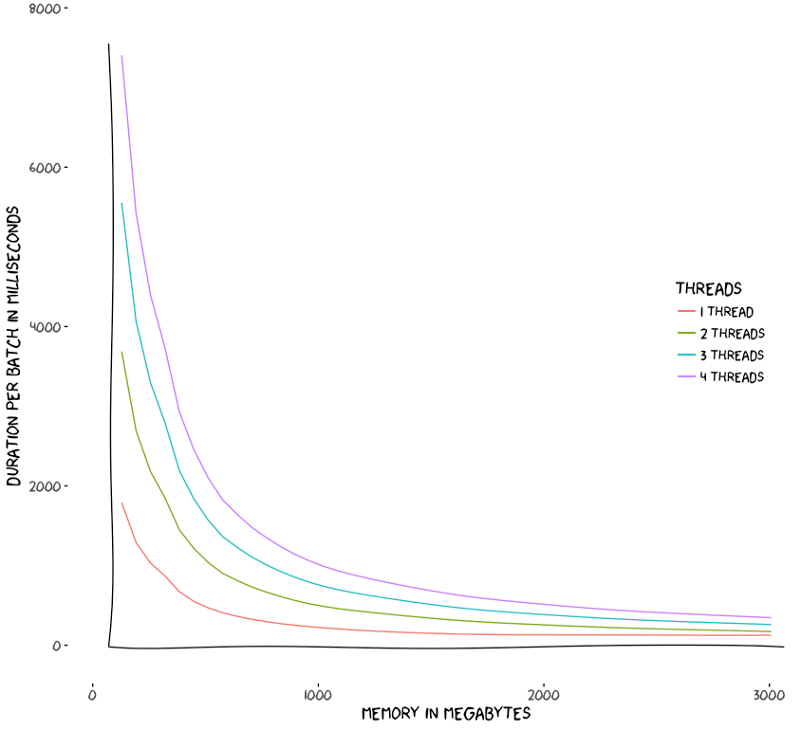 8000
6000
4000
2000
0
DURATION PER BATCH IN MILLISECONDS
THREADS
1 THREAD
2 THREADS
3 THREADS
4 THREADS
0 1000 2000 3000
MEMORY IN MEGABYTES